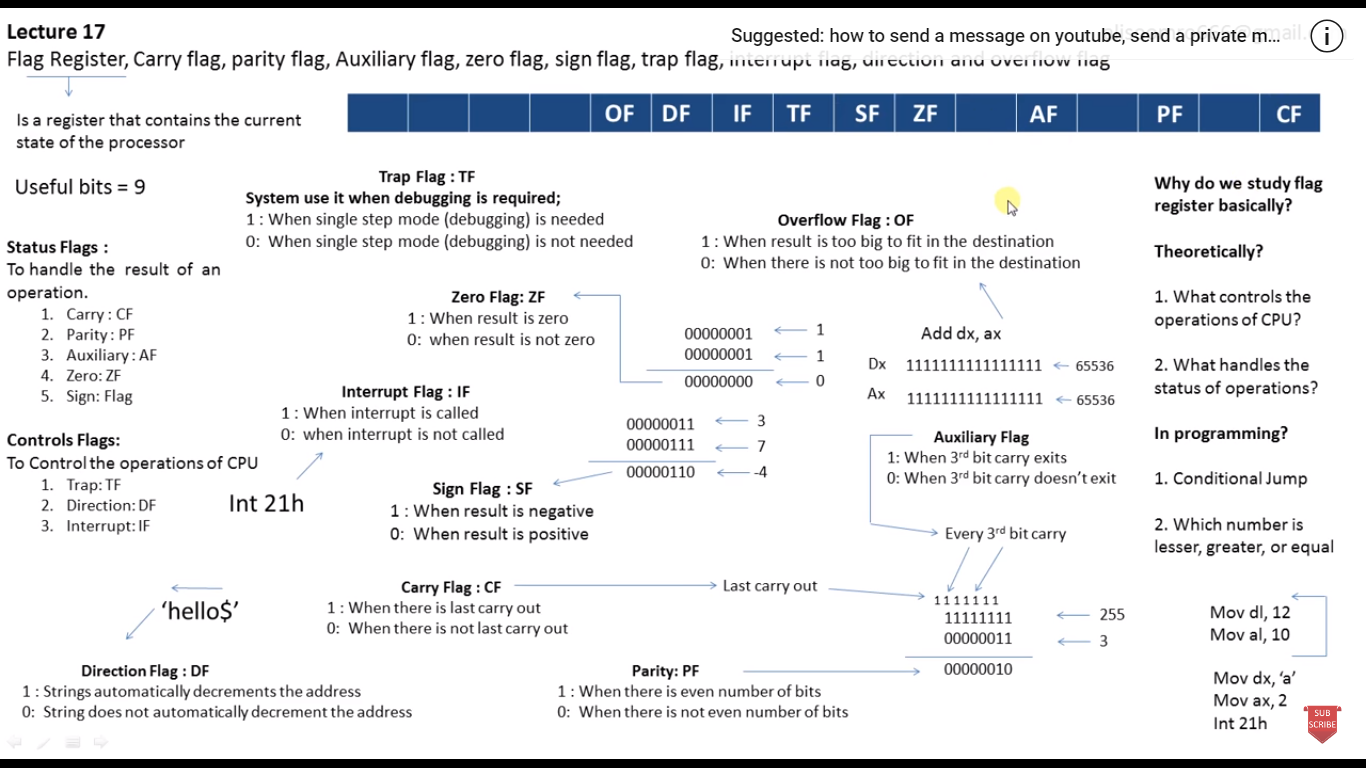 Lecture 17
Suggested: how to send a message on youtube, send a private m...
Flag Register, Carry flag, parity flag, Auxiliary flag, zero flag, sign flag, trap flag, interrupt flag, direction and overflow flag
Is a register that contains the current
state of the processor
OF DF IF TF SF ZF AF PF CF
Useful bits = 9
Status Flags :
To handle the result of an
operation.
1. Carry : CF
2. Parity : PF
3. Auxiliary : AF
4. Zero: ZF
5. Sign: Flag
Controls Flags:
To Control the operations of CPU
1. Trap: TF
2. Direction: DF
3. Interrupt: IF
Trap Flag : TF
System use it when debugging is required;
1 : When single step mode (debugging) is needed
0: When single step mode (debugging) is not needed
Overflow Flag : OF
1 : When result is too big to fit in the destination
0: When there is not too big to fit in the destination
Zero Flag: ZF
1 : When result is zero
0: when result is not zero
00000001 1
00000001 1
00000000 0
Add dx, ax
Dx 1111111111111111 65536
Ax 1111111111111111 65536
Interrupt Flag : IF
1 : When interrupt is called
0: when interrupt is not called
Int 21h
00000011 3
00000111 7
00000110 -4
Sign Flag : SF
1 : When result is negative
0: When result is positive
Auxiliary Flag
1: When 3rd bit carry exits
0: When 3rd bit carry doesn't exit
Every 3rd bit carry
Carry Flag : CF
1 : When there is last carry out
0: When there is not last carry out
Last carry out
1 1 1 1 1 1 1
11111111 255
00000011 3
00000010
'hello$'
Direction Flag : DF
1 : Strings automatically decrements the address
0: String does not automatically decrement the address
Parity: PF
1 : When there is even number of bits
0: When there is not even number of bits
Why do we study flag
register basically?
Theoretically?
1. What controls the
operations of CPU?
2. What handles the
status of operations?
In programming?
1. Conditional Jump
2. Which number is
lesser, greater, or equal
Mov dl, 12
Mov al, 10
Mov dx, 'a'
Mov ax, 2
Int 21h
SUB
SCRIBE